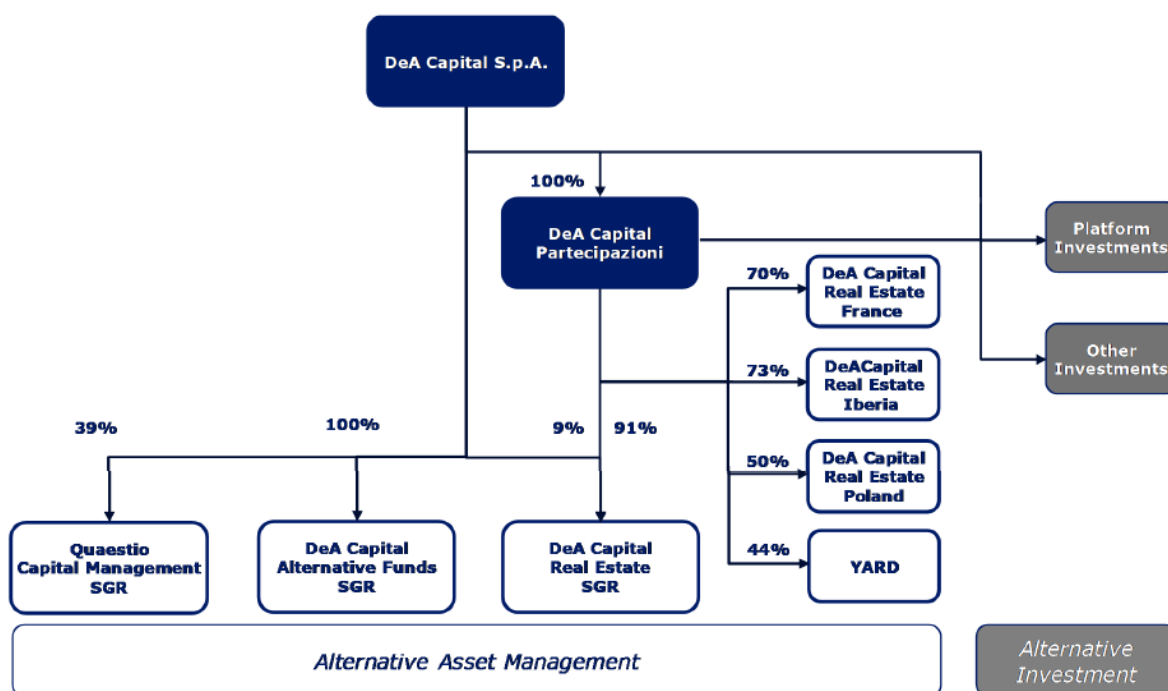 DeA Capital S.p.A.
100%
DeA Capital
Partecipazioni
Platform
Investments
70%
DeA Capital
Real Estate
France
Other
Investments
73%
DeACapital
Real Estate
Iberia
39%
100%
9%
91%
50%
DeA Capital
Real Estate
Poland
Quaestio
Capital Management
SGR
DeA Capital
Alternative Funds
SGR
DeA Capital
Real Estate
SGR
44%
YARD
Alternative Asset Management
Alternative
Investment